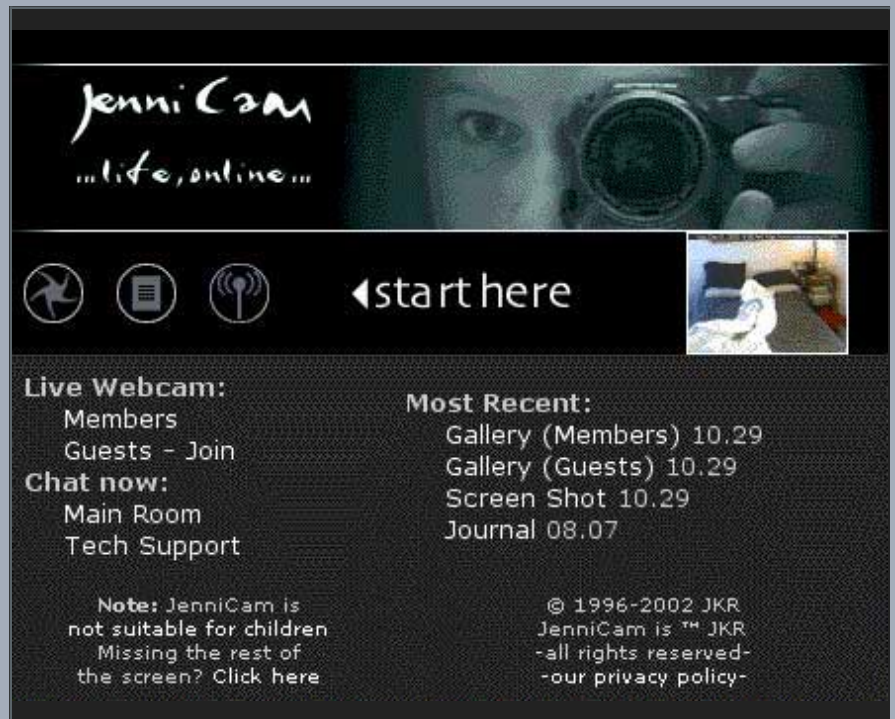 JenniCam
...life, online...
start here
Live Webcam:
Members
Guests - Join
Chat now:
Main Room
Tech Support
Most Recent:
Gallery (Members) 10.29
Gallery (Guests) 10.29
Screen Shot 10.29
Journal 08.07
Note: JenniCam is
not suitable for children
Missing the rest of
the screen? Click here
© 1996-2002 JKR
JenniCam is ™ JKR
-all rights reserved-
-our privacy policy-